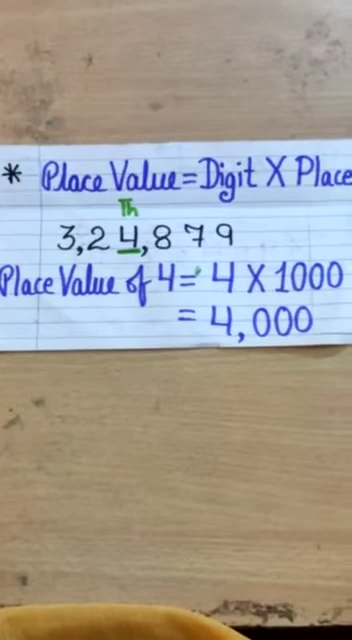 * Place Value = Digit X Place
Th
3,24,879
Place Value of 4 = 4 X 1000
= 4,000